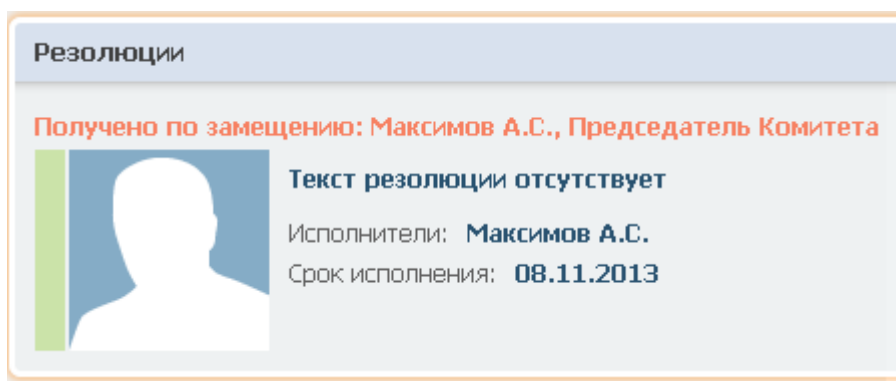 Резолюции
Получено по замещению: Максимов А.С., Председатель Комитета
Текст резолюции отсутствует
Исполнители: Максимов А.С.
Срок исполнения: 08.11.2013